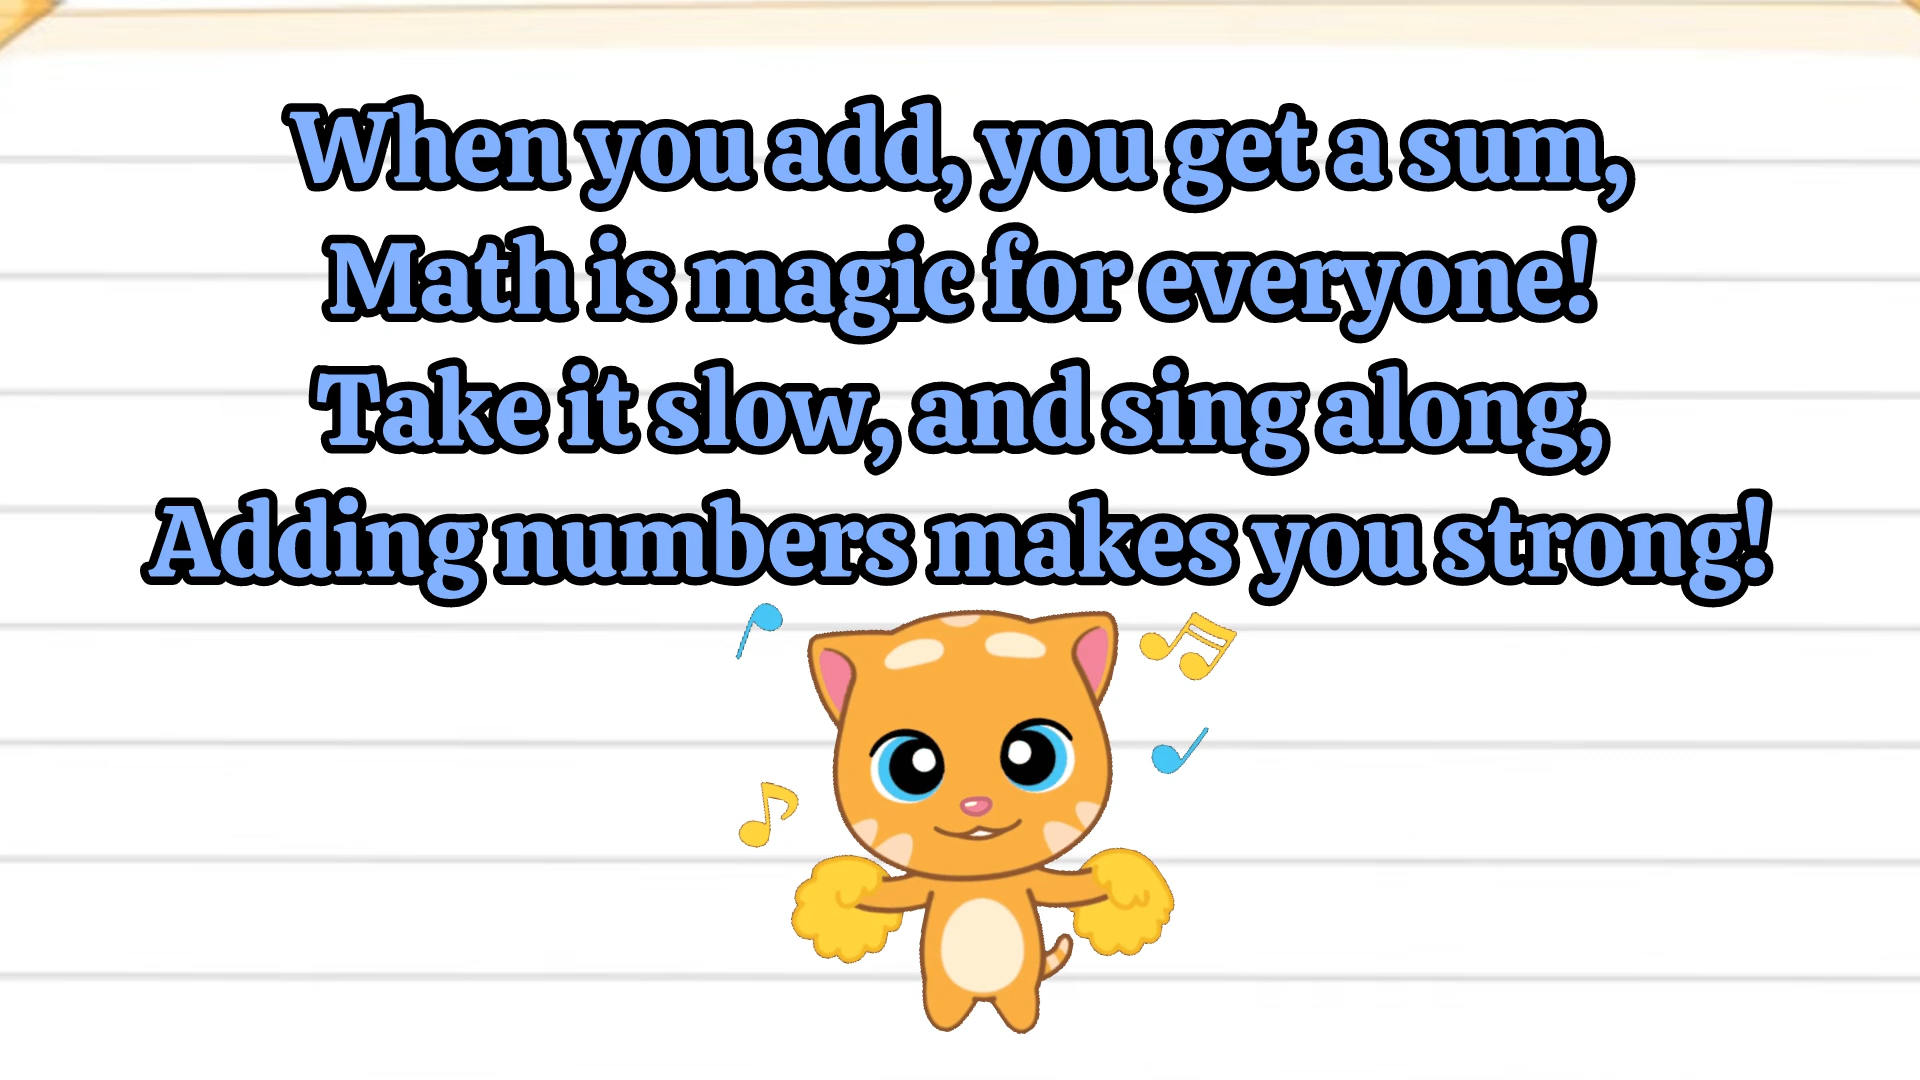 When you add, you get a sum,
Math is magic for everyone!
Take it slow, and sing along,
Adding numbers makes you strong!